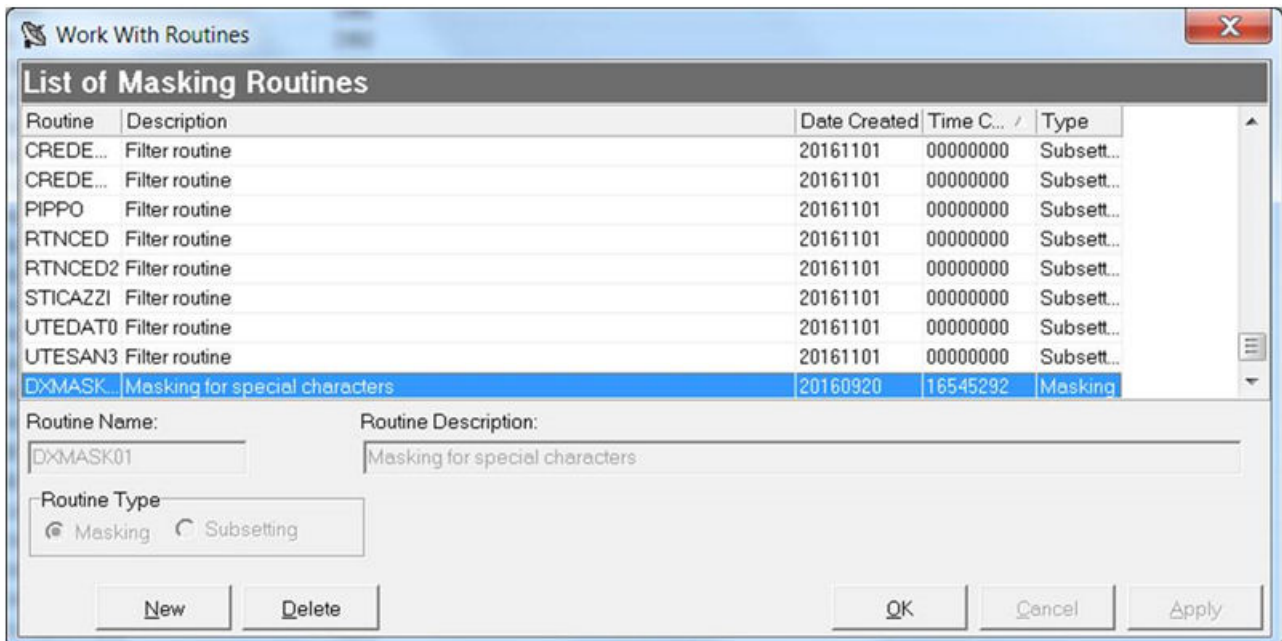 Work With Routines
List of Masking Routines
Routine Description Date Created Time C... Type
CREDE... Filter routine 20161101 00000000 Subsett...
CREDE... Filter routine 20161101 00000000 Subsett...
PIPPO Filter routine 20161101 00000000 Subsett...
RTNCED Filter routine 20161101 00000000 Subsett...
RTNCED2 Filter routine 20161101 00000000 Subsett...
STICAZZI Filter routine 20161101 00000000 Subsett...
UTEDAT0 Filter routine 20161101 00000000 Subsett...
UTESAN3 Filter routine 20161101 00000000 Subsett...
DXMASK... Masking for special characters 20160920 16545292 Masking
Routine Name: Routine Description:
DXMASK01 Masking for special characters
Routine Type
Masking Subsetting
New Delete OK Cancel Apply